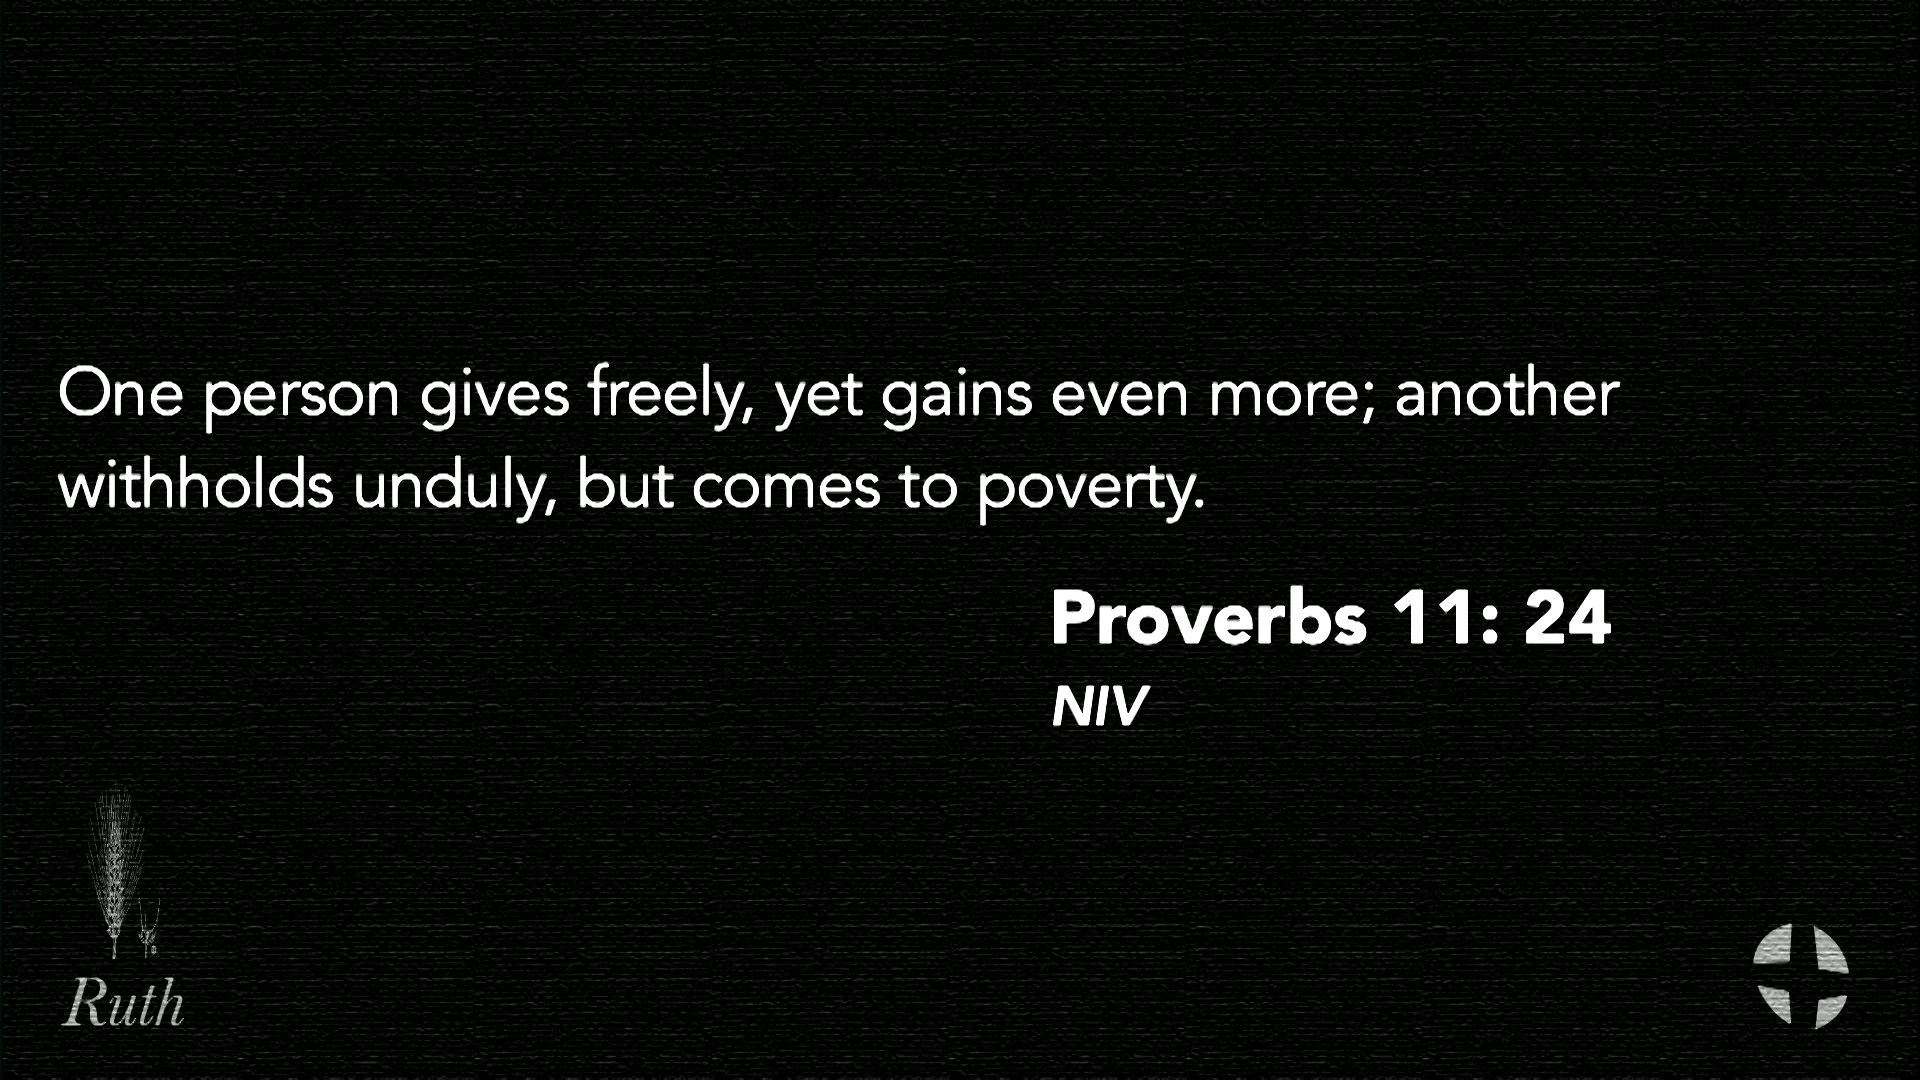 One person gives freely, yet gains even more; another
withholds unduly, but comes to poverty.
Proverbs 11: 24
NIV
Ruth